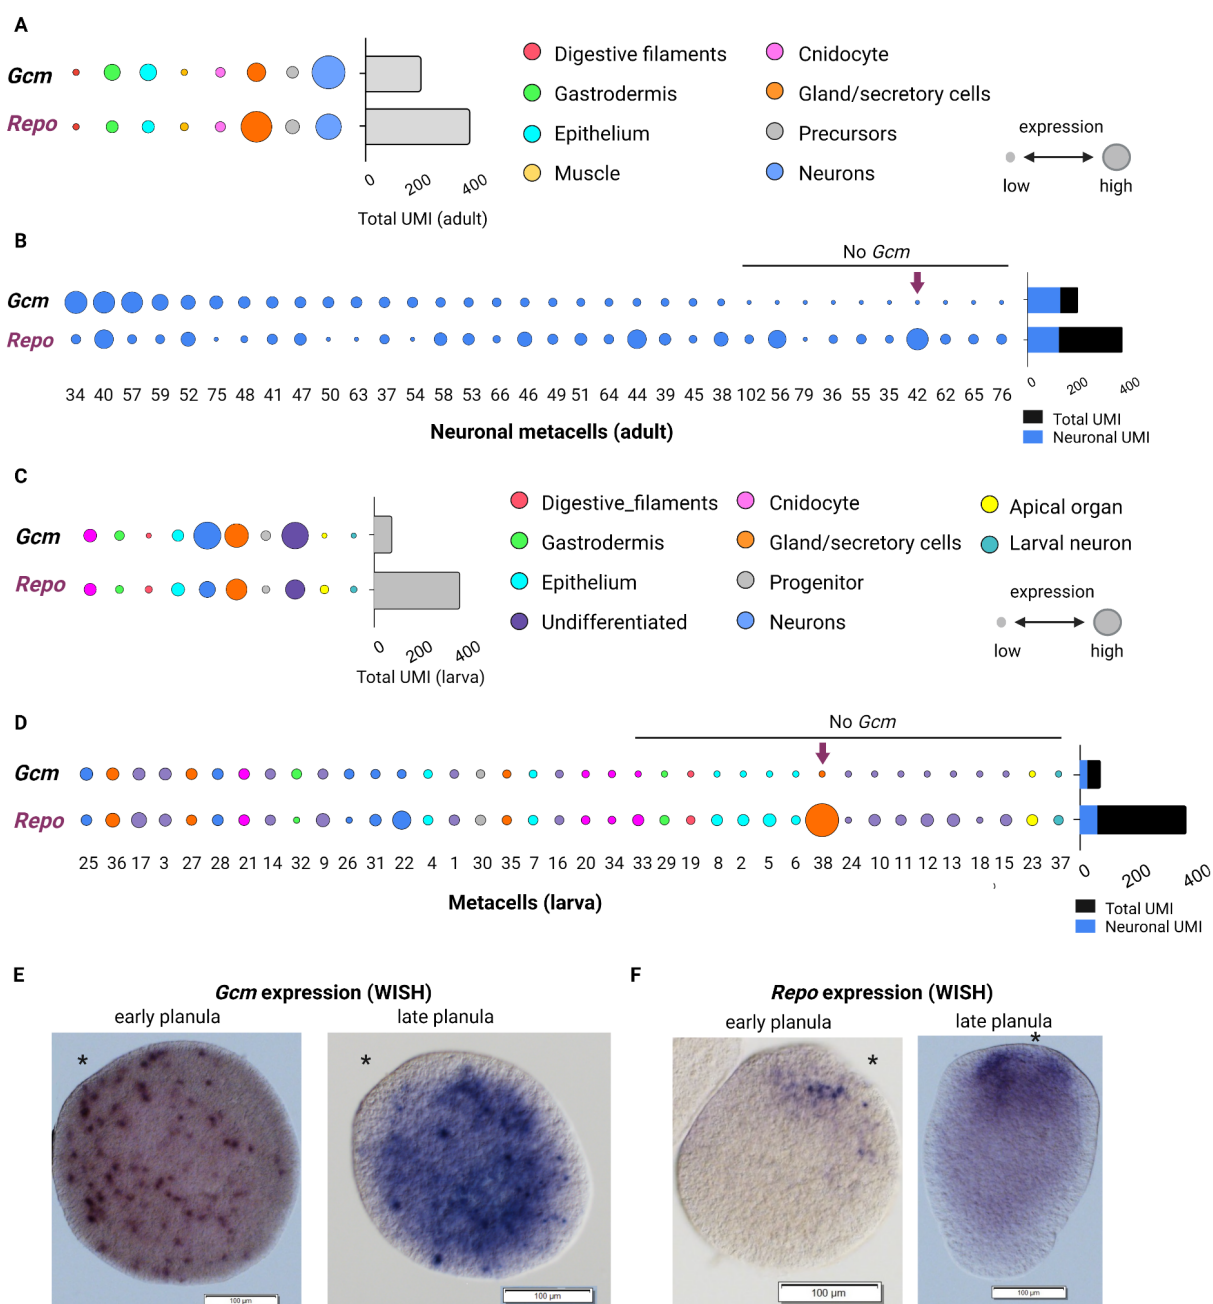 A
Gcm
Repo
0 200 400
Total UMI (adult)
Digestive filaments
Gastrodermis
Epithelium
Muscle
Cnidocyte
Gland/secretory cells
Precursors
Neurons
expression
low high
B
No Gcm
Gcm
Repo
34 40 57 59 52 75 48 41 47 50 63 37 54 58 53 66 46 49 51 64 44 39 45 38 102 56 79 36 55 35 42 62 65 76
Neuronal metacells (adult)
0 200 400
Total UMI
Neuronal UMI
C
Gcm
Repo
0 200 400
Total UMI (larva)
Digestive_filaments
Gastrodermis
Epithelium
Undifferentiated
Cnidocyte
Gland/secretory cells
Progenitor
Neurons
Apical organ
Larval neuron
expression
low high
D
No Gcm
Gcm
Repo
25 36 17 3 27 28 21 14 32 9 26 31 22 4 1 30 35 7 16 20 34 33 29 19 8 2 5 6 38 24 10 11 12 13 18 15 23 37
Metacells (larva)
0 200 400
Total UMI
Neuronal UMI
E
Gcm expression (WISH)
early planula
late planula
*
*
100 µm
100 µm
F
Repo expression (WISH)
early planula
late planula
*
*
100 µm
100 µm